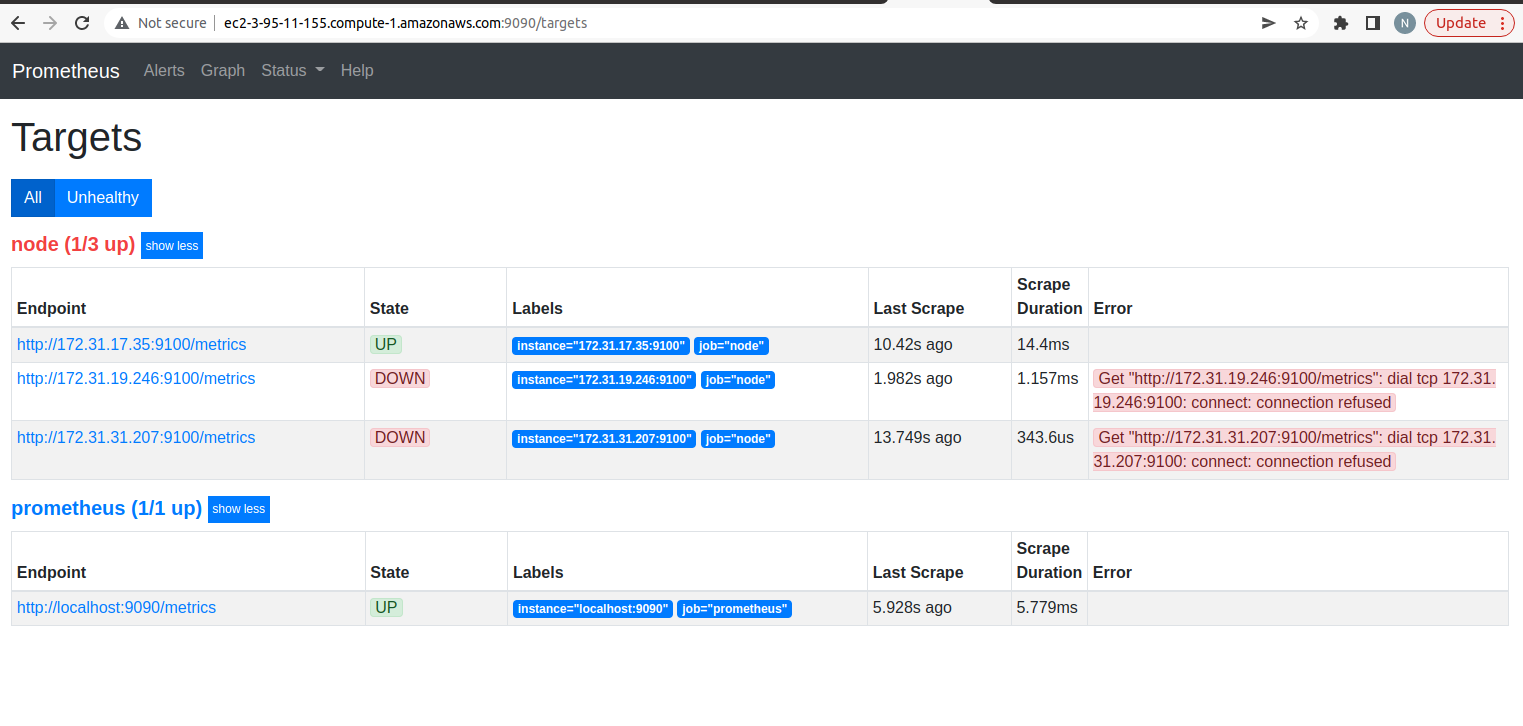 Not secure ec2-3-95-11-155.compute-1.amazonaws.com:9090/targets N Update
Prometheus Alerts Graph Status Help
Targets
All Unhealthy
node (1/3 up) show less
Endpoint State Labels Last Scrape Scrape Duration Error
http://172.31.17.35:9100/metrics UP instance="172.31.17.35:9100" job="node" 10.42s ago 14.4ms
http://172.31.19.246:9100/metrics DOWN instance="172.31.19.246:9100" job="node" 1.982s ago 1.157ms Get "http://172.31.19.246:9100/metrics": dial tcp 172.31.
19.246:9100: connect: connection refused
http://172.31.31.207:9100/metrics DOWN instance="172.31.31.207:9100" job="node" 13.749s ago 343.6us Get "http://172.31.31.207:9100/metrics": dial tcp 172.31.
31.207:9100: connect: connection refused
prometheus (1/1 up) show less
Endpoint State Labels Last Scrape Scrape Duration Error
http://localhost:9090/metrics UP instance="localhost:9090" job="prometheus" 5.928s ago 5.779ms